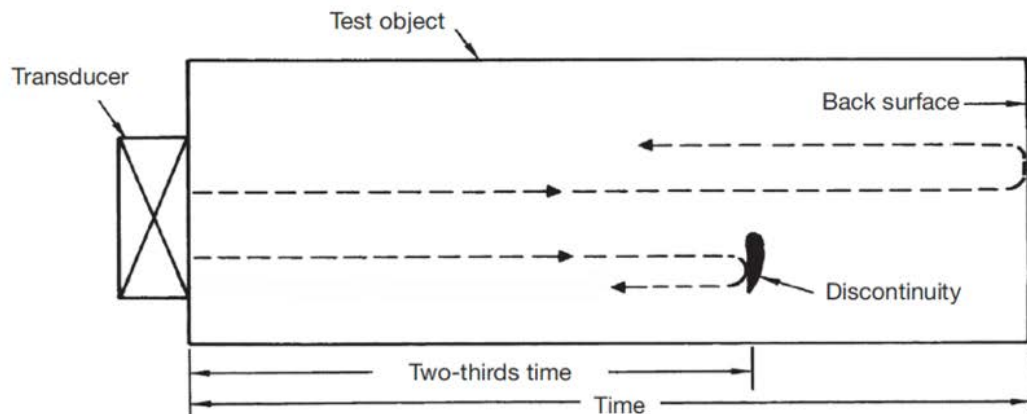 Test object
Transducer
Back surface
Discontinuity
Two-thirds time
Time